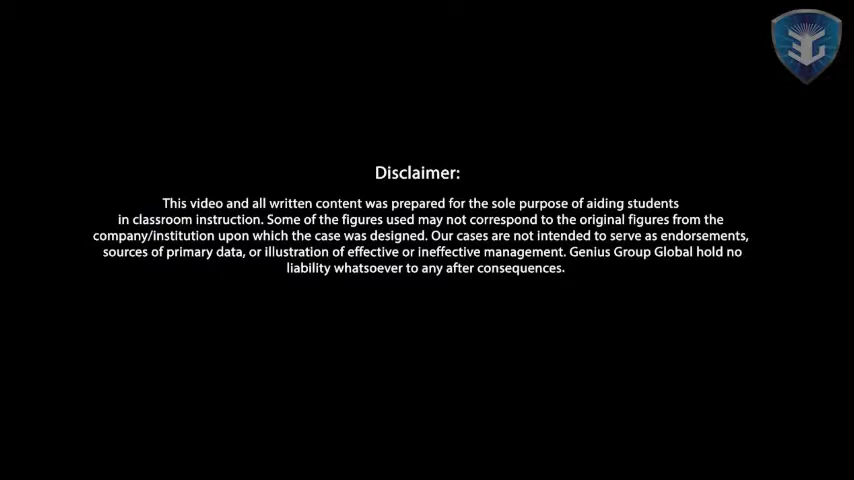 Disclaimer:
This video and all written content was prepared for the sole purpose of aiding students
in classroom instruction. Some of the figures used may not correspond to the original figures from the
company/institution upon which the case was designed. Our cases are not intended to serve as endorsements,
sources of primary data, or illustration of effective or ineffective management. Genius Group Global hold no
liability whatsoever to any after consequences.